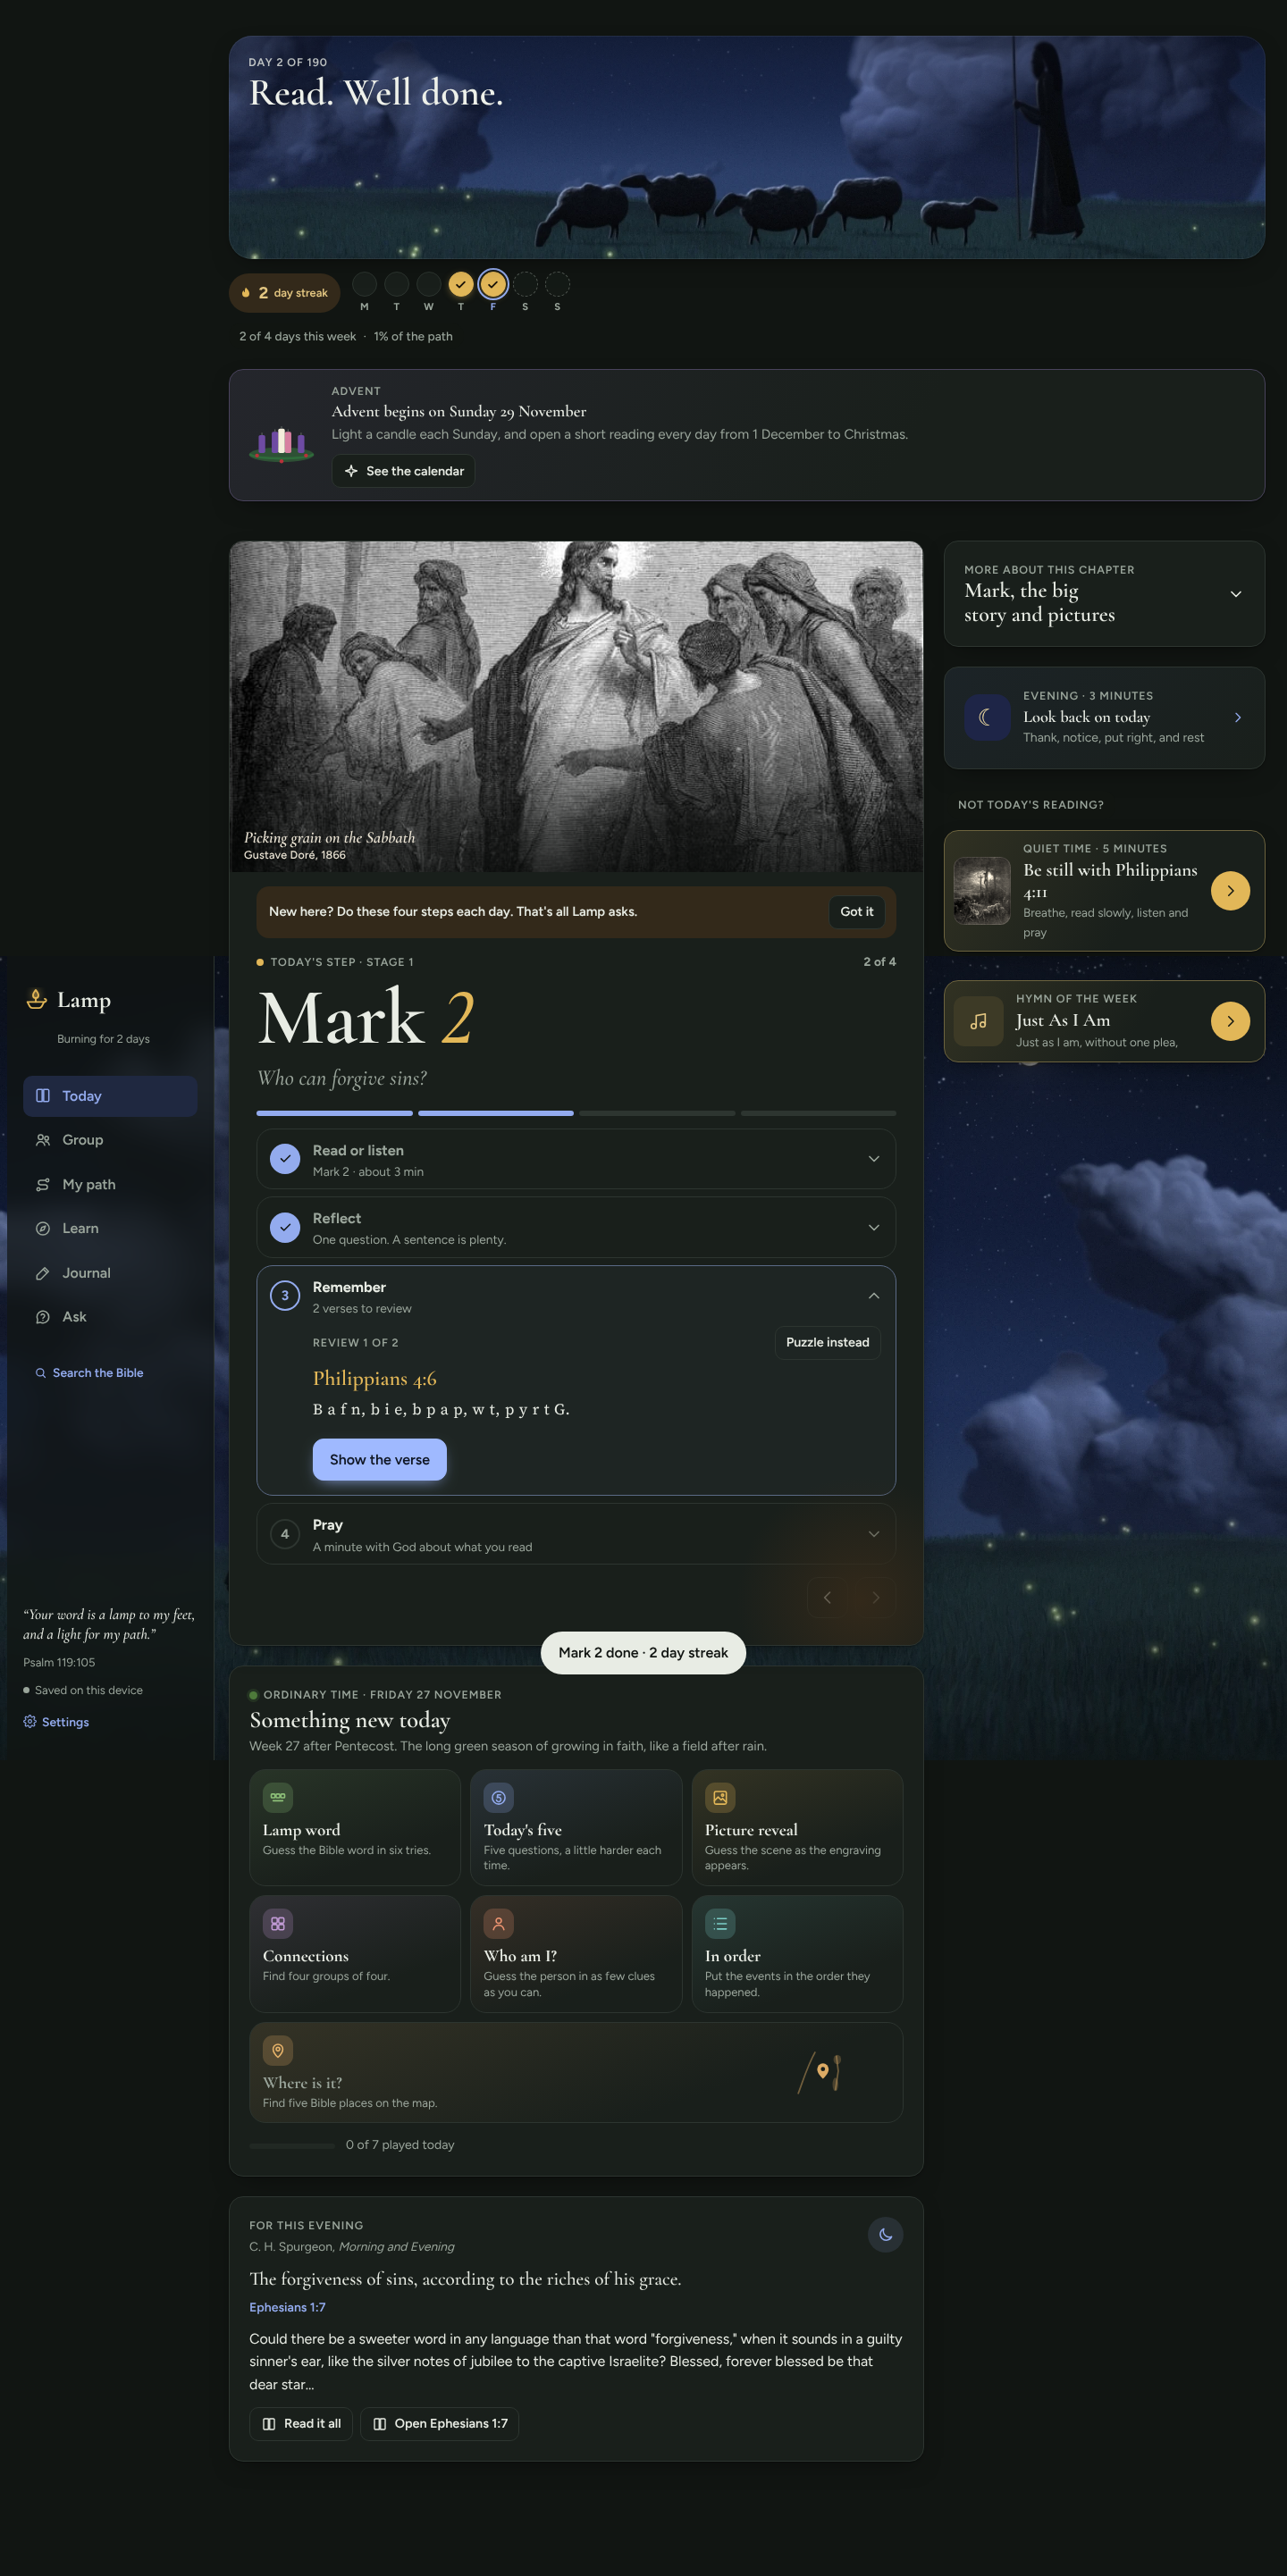 DAY 2 OF 190
Read. Well done.
2 day streak
M T W T F S S
2 of 4 days this week · 1% of the path
ADVENT
Advent begins on Sunday 29 November
Light a candle each Sunday, and open a short reading every day from 1 December to Christmas.
See the calendar
Picking grain on the Sabbath
Gustave Doré, 1866
New here? Do these four steps each day. That's all Lamp asks.
Got it
TODAY'S STEP · STAGE 1
2 of 4
Mark 2
Who can forgive sins?
Read or listen
Mark 2 · about 3 min
Reflect
One question. A sentence is plenty.
3
Remember
2 verses to review
REVIEW 1 OF 2
Puzzle instead
Philippians 4:6
B a f n, b i e, b p a p, w t, p y r t G.
Show the verse
4
Pray
A minute with God about what you read
Mark 2 done · 2 day streak
MORE ABOUT THIS CHAPTER
Mark, the big
story and pictures
EVENING · 3 MINUTES
Look back on today
Thank, notice, put right, and rest
NOT TODAY'S READING?
QUIET TIME · 5 MINUTES
Be still with Philippians
4:11
Breathe, read slowly, listen and
pray
HYMN OF THE WEEK
Just As I Am
Just as I am, without one plea,
Lamp
Burning for 2 days
Today
Group
My path
Learn
Journal
Ask
Search the Bible
“Your word is a lamp to my feet,
and a light for my path.”
Psalm 119:105
Saved on this device
Settings
ORDINARY TIME · FRIDAY 27 NOVEMBER
Something new today
Week 27 after Pentecost. The long green season of growing in faith, like a field after rain.
Lamp word
Guess the Bible word in six tries.
5
Today's five
Five questions, a little harder each
time.
Picture reveal
Guess the scene as the engraving
appears.
Connections
Find four groups of four.
Who am I?
Guess the person in as few clues
as you can.
In order
Put the events in the order they
happened.
Where is it?
Find five Bible places on the map.
0 of 7 played today
FOR THIS EVENING
C. H. Spurgeon, Morning and Evening
The forgiveness of sins, according to the riches of his grace.
Ephesians 1:7
Could there be a sweeter word in any language than that word "forgiveness," when it sounds in a guilty
sinner's ear, like the silver notes of jubilee to the captive Israelite? Blessed, forever blessed be that
dear star…
Read it all
Open Ephesians 1:7